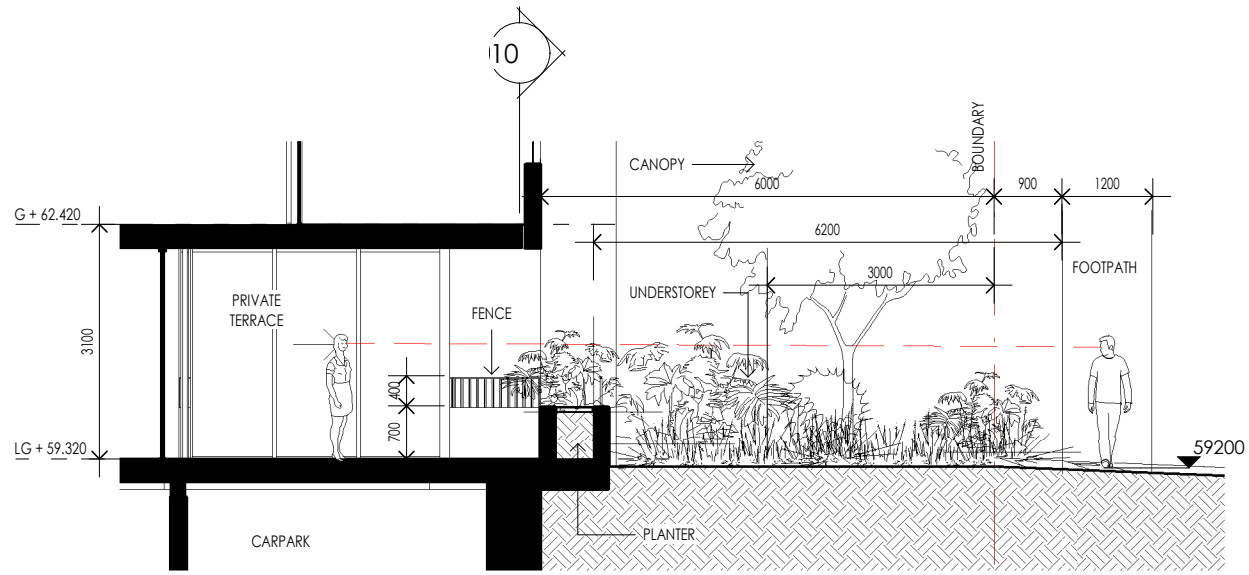 10
BOUNDARY
CANOPY
6000
900
1200
G + 62.420
6200
FOOTPATH
3000
UNDERSTOREY
PRIVATE
TERRACE
FENCE
3100
400
700
LG + 59.320
59200
PLANTER
CARPARK